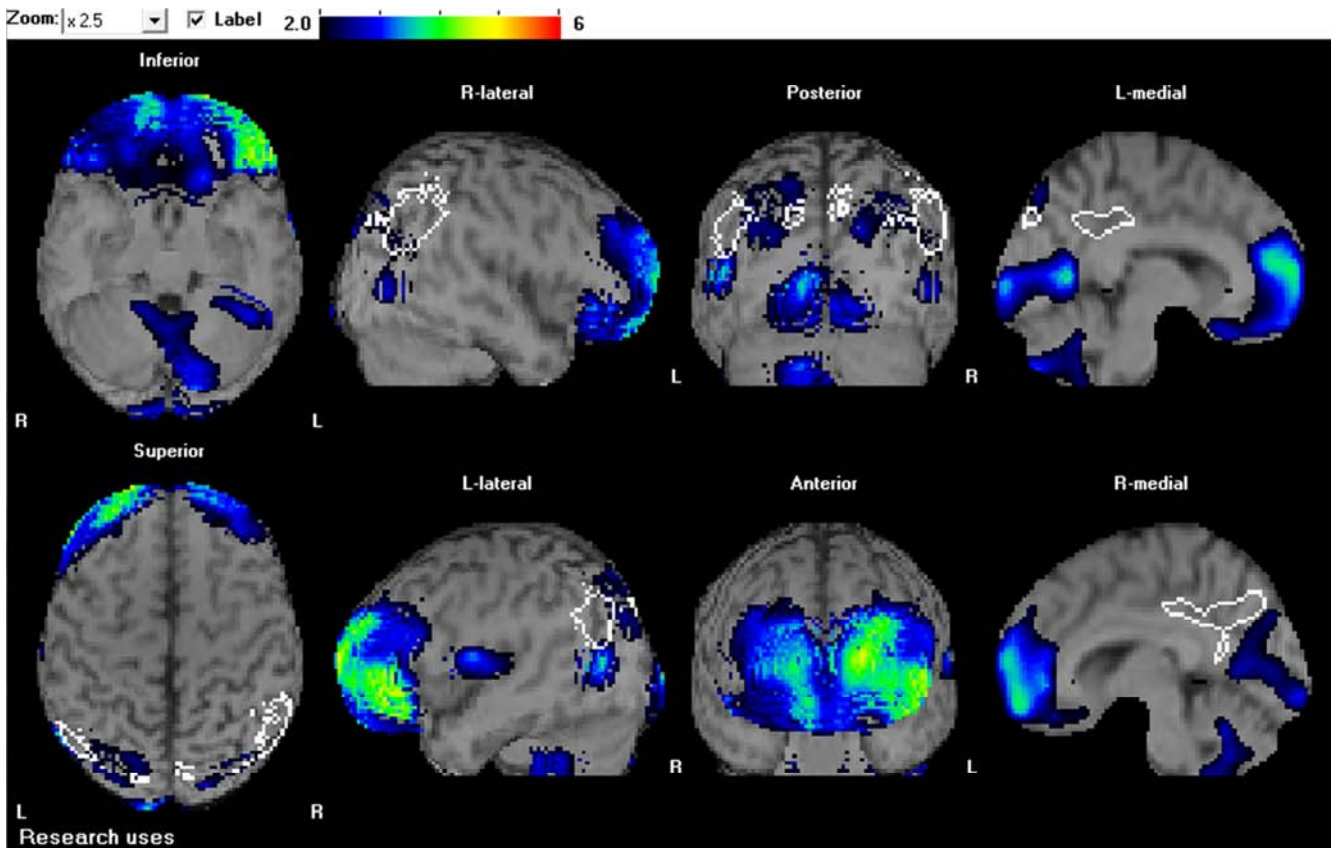 Zoom: x 2.5 Label 2.0 6
Inferior
R-lateral Posterior L-medial
L R
R L
Superior
L-lateral Anterior R-medial
R L
L R
Research uses